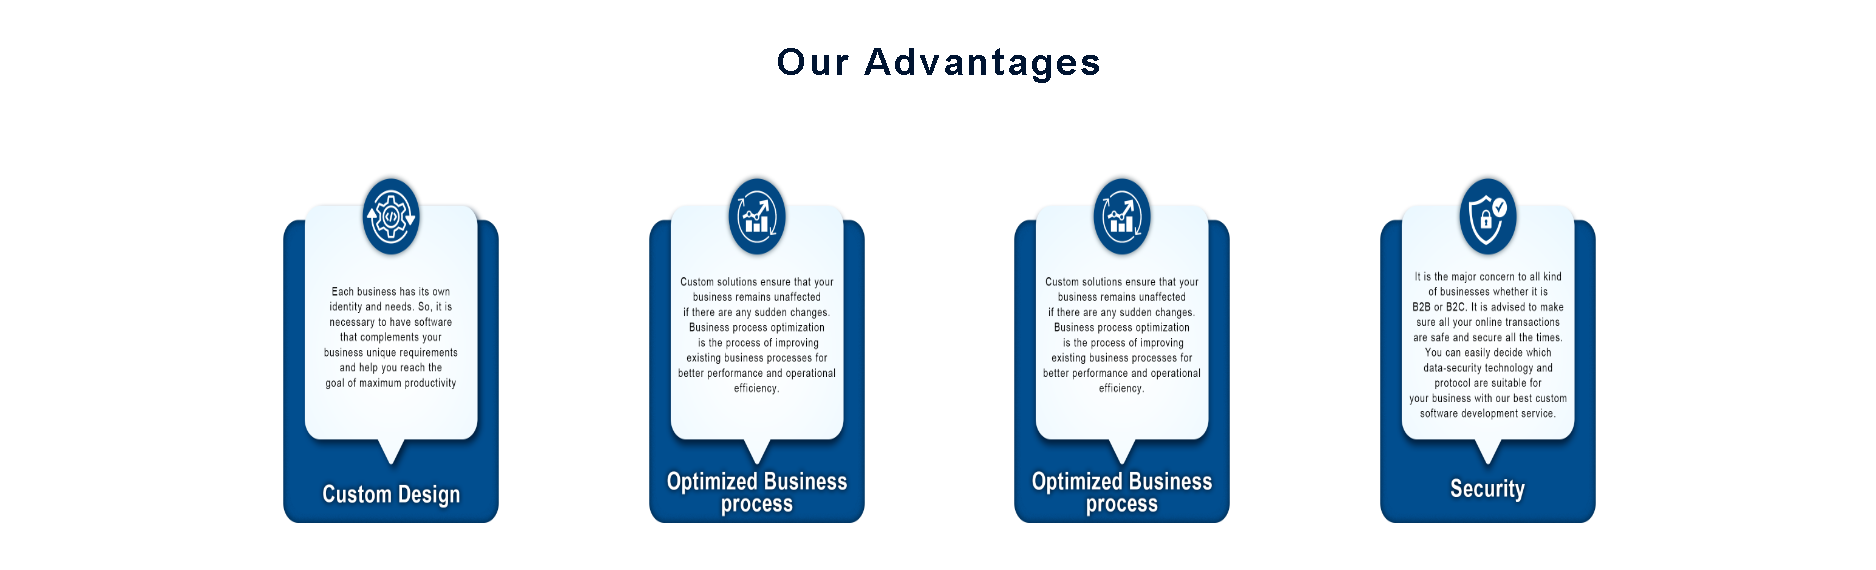 Our Advantages
Each business has its own
identity and needs. So, it is
necessary to have software
that complements your
business unique requirements
and help you reach the
goal of maximum productivity
Custom Design
Custom solutions ensure that your
business remains unaffected
if there are any sudden changes.
Business process optimization
is the process of improving
existing business processes for
better performance and operational
efficiency.
Optimized Business
process
Custom solutions ensure that your
business remains unaffected
if there are any sudden changes.
Business process optimization
is the process of improving
existing business processes for
better performance and operational
efficiency.
Optimized Business
process
It is the major concern to all kind
of businesses whether it is
B2B or B2C. It is advised to make
sure all your online transactions
are safe and secure all the times.
You can easily decide which
data-security technology and
protocol are suitable for
your business with our best custom
software development service.
Security